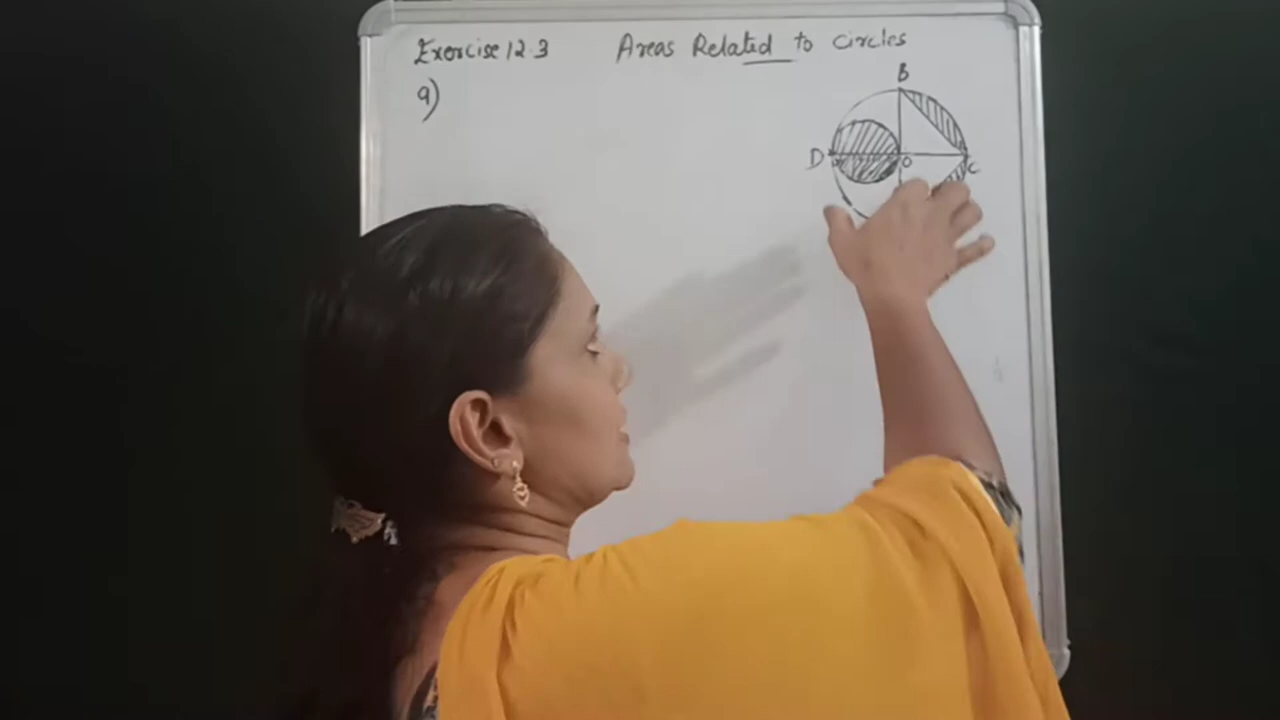 Exercise 12.3 Areas Related to Circles
9)
B
D O C